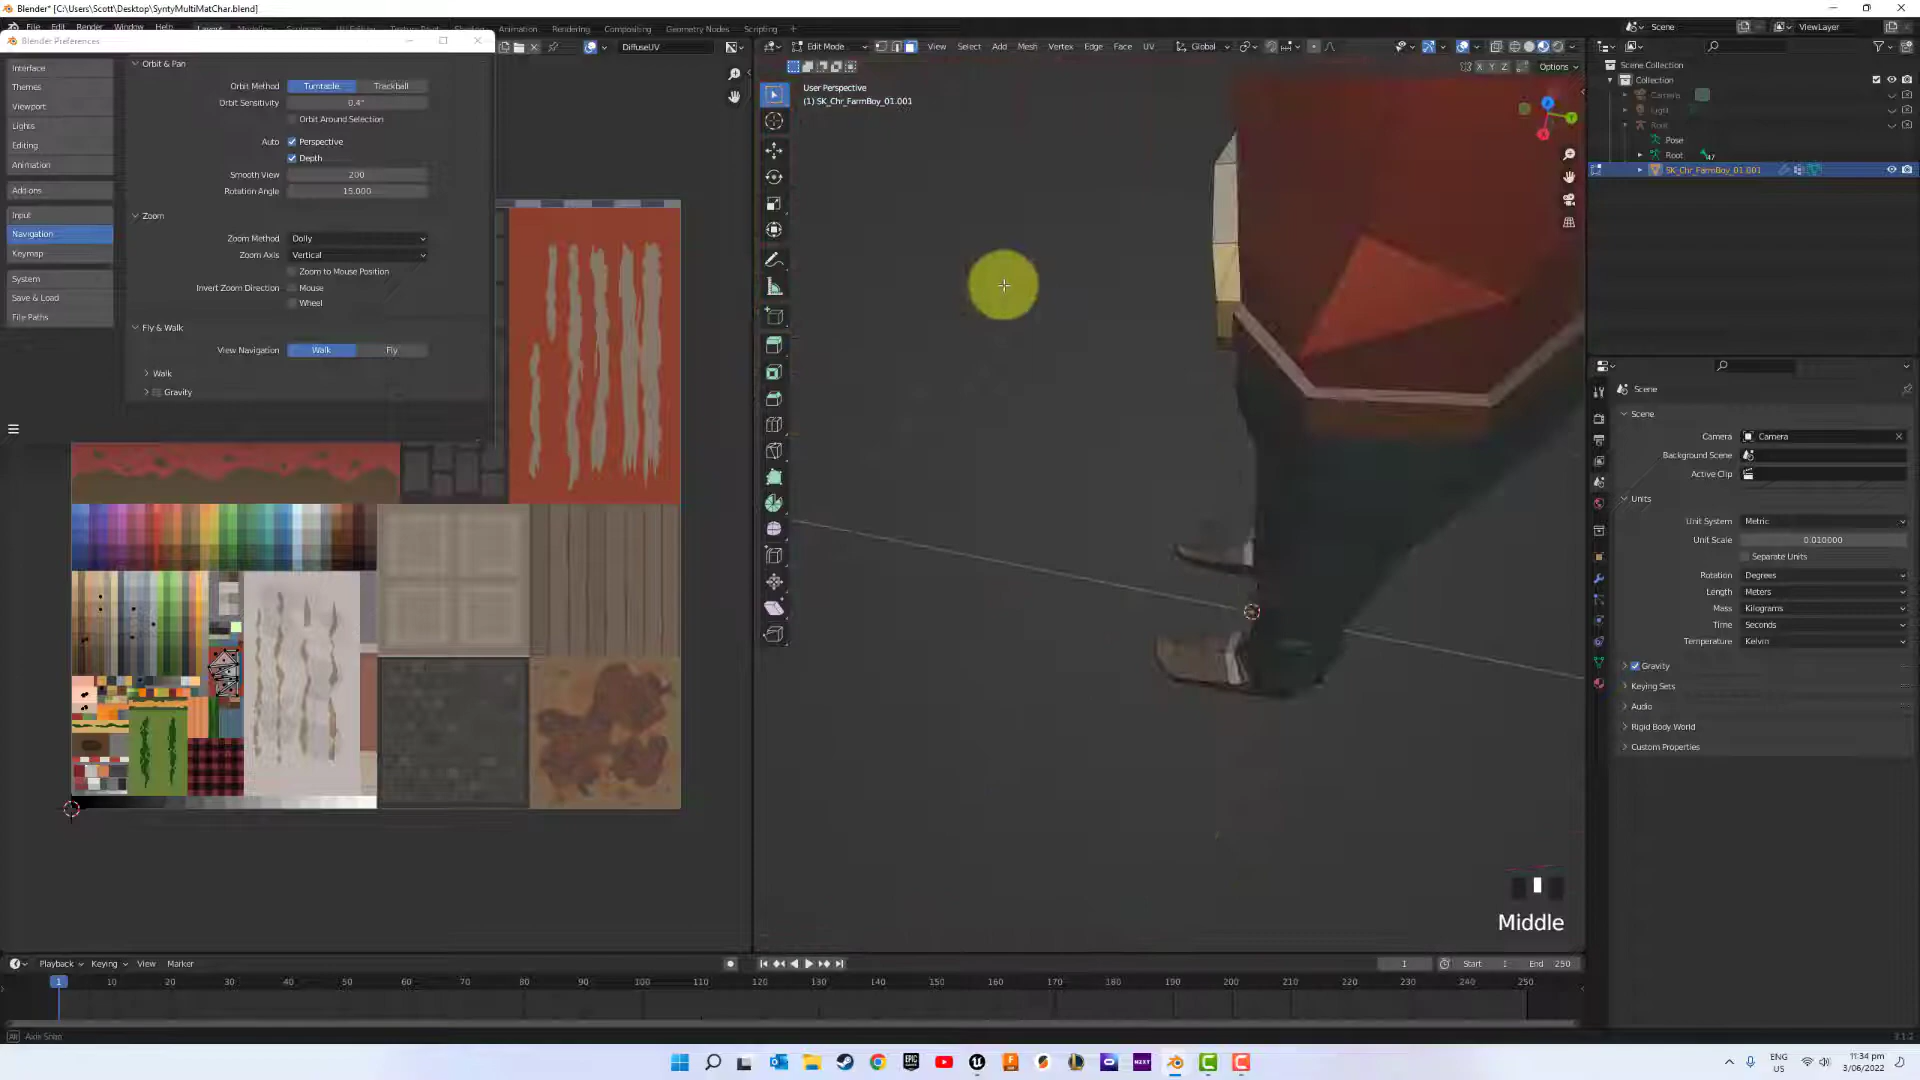 Blender* [C:\Users\Scott\Desktop\SyntyMultiMatChar.blend]
File Edit Render Window Help
Animation Rendering Compositing Geometry Nodes Scripting
Scene
ViewLayer
Blender Preferences
DiffuseUV
Edit Mode View Select Add Mesh Vertex Edge Face UV
Global
X Y Z Options
Interface
Themes
Viewport
Lights
Editing
Animation
Add-ons
Input
Navigation
Keymap
System
Save & Load
File Paths
Orbit & Pan
Orbit Method Turntable Trackball
Orbit Sensitivity 0.4°
Orbit Around Selection
Auto Perspective
Depth
Smooth View 200
Rotation Angle 15.000
Zoom
Zoom Method Dolly
Zoom Axis Vertical
Zoom to Mouse Position
Invert Zoom Direction Mouse
Wheel
Fly & Walk
View Navigation Walk Fly
Walk
Gravity
User Perspective
(1) SK_Chr_FarmBoy_01.001
Middle
Scene Collection
Collection
Camera
Light
Root
Pose
Root
SK_Chr_FarmBoy_01.001
Scene
Scene
Camera Camera
Background Scene
Active Clip
Units
Unit System Metric
Unit Scale 0.010000
Separate Units
Rotation Degrees
Length Meters
Mass Kilograms
Time Seconds
Temperature Kelvin
Gravity
Keying Sets
Audio
Rigid Body World
Custom Properties
Playback Keying View Marker
1 Start 1 End 250
1 10 20 30 40 50 60 70 80 90 100 110 120 130 140 150 160 170 180 190 200 210 220 230 240 250
Axis Snap
3.1.2
ENG
US
11:34 pm
3/06/2022